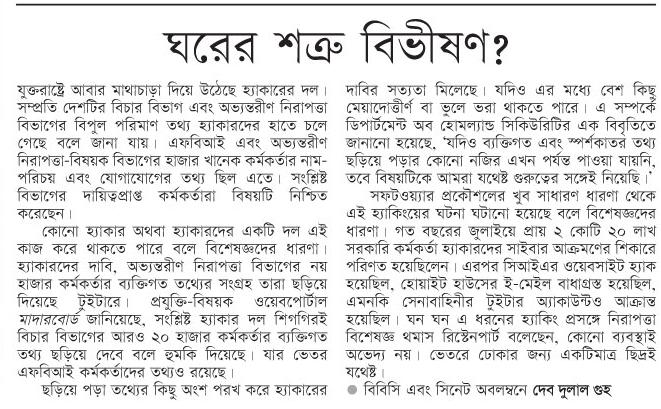 ঘরের শত্রু বিভীষণ?
যুক্তরাষ্ট্রে আবার মাথাচাড়া দিয়ে উঠেছে হ্যাকারের দল।
সম্প্রতি দেশটির বিচার বিভাগ এবং অভ্যন্তরীণ নিরাপত্তা
বিভাগের বিপুল পরিমাণ তথ্য হ্যাকারদের হাতে চলে
গেছে বলে জানা যায়। এফবিআই এবং অভ্যন্তরীণ
নিরাপত্তা-বিষয়ক বিভাগের হাজার খানেক কর্মকর্তার নাম-
পরিচয় এবং যোগাযোগের তথ্য ছিল এতে। সংশ্লিষ্ট
বিভাগের দায়িত্বপ্রাপ্ত কর্মকর্তারা বিষয়টি নিশ্চিত
করেছেন।
কোনো হ্যাকার অথবা হ্যাকারদের একটি দল এই
কাজ করে থাকতে পারে বলে বিশেষজ্ঞদের ধারণা।
হ্যাকারদের দাবি, অভ্যন্তরীণ নিরাপত্তা বিভাগের নয়
হাজার কর্মকর্তার ব্যক্তিগত তথ্যের সংগ্রহ তারা ছড়িয়ে
দিয়েছে টুইটারে। প্রযুক্তি-বিষয়ক ওয়েবপোর্টাল
মাদারবোর্ড জানিয়েছে, সংশ্লিষ্ট হ্যাকার দল শিগগিরই
বিচার বিভাগের আরও ২০ হাজার কর্মকর্তার ব্যক্তিগত
তথ্য ছড়িয়ে দেবে বলে হুমকি দিয়েছে। যার ভেতর
এফবিআই কর্মকর্তাদের তথ্যও রয়েছে।
ছড়িয়ে পড়া তথ্যের কিছু অংশ পরখ করে হ্যাকারের
দাবির সত্যতা মিলেছে। যদিও এর মধ্যে বেশ কিছু
মেয়াদোত্তীর্ণ বা ভুলে ভরা থাকতে পারে। এ সম্পর্কে
ডিপার্টমেন্ট অব হোমল্যান্ড সিকিউরিটির এক বিবৃতিতে
জানানো হয়েছে, ‘যদিও ব্যক্তিগত এবং স্পর্শকাতর তথ্য
ছড়িয়ে পড়ার কোনো নজির এখন পর্যন্ত পাওয়া যায়নি,
তবে বিষয়টিকে আমরা যথেষ্ট গুরুত্বের সঙ্গেই নিয়েছি।’
সফটওয়্যার প্রকৌশলের খুব সাধারণ ধারণা থেকে
এই হ্যাকিংয়ের ঘটনা ঘটানো হয়েছে বলে বিশেষজ্ঞদের
ধারণা। গত বছরের জুলাইয়ে প্রায় ২ কোটি ২০ লাখ
সরকারি কর্মকর্তা হ্যাকারদের সাইবার আক্রমণের শিকারে
পরিণত হয়েছিলেন। এরপর সিআইএর ওয়েবসাইট হ্যাক
হয়েছিল, হোয়াইট হাউসের ই-মেইল বাধাগ্রস্ত হয়েছিল,
এমনকি সেনাবাহিনীর টুইটার অ্যাকাউন্টও আক্রান্ত
হয়েছিল। ঘন ঘন এ ধরনের হ্যাকিং প্রসঙ্গে নিরাপত্তা
বিশেষজ্ঞ থমাস রিস্টেনপার্ট বলেছেন, কোনো ব্যবস্থাই
অভেদ্য নয়। ভেতরে ঢোকার জন্য একটিমাত্র ছিদ্রই
যথেষ্ট।
● বিবিসি এবং সিনেট অবলম্বনে দেব দুলাল গুহ